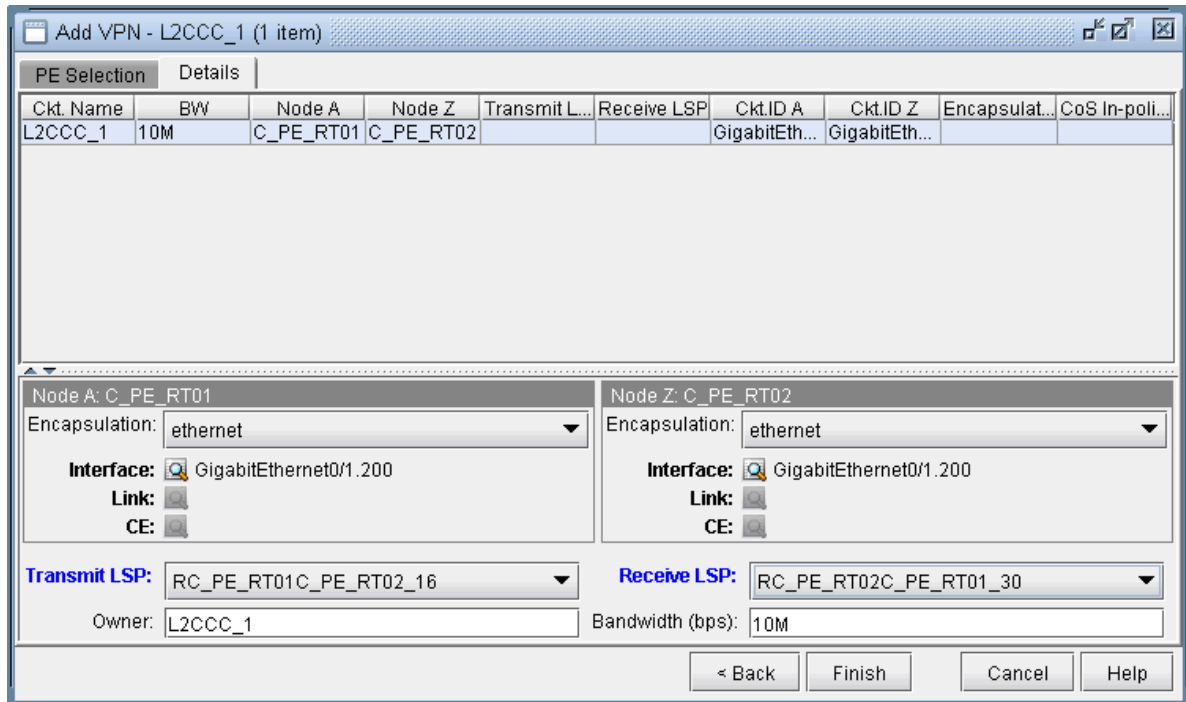 Add VPN - L2CCC_1 (1 item)
PE Selection Details
Ckt. Name BW Node A Node Z Transmit L... Receive LSP Ckt.ID A Ckt.ID Z Encapsulat... CoS In-poli...
L2CCC_1 10M C_PE_RT01 C_PE_RT02 GigabitEth... GigabitEth...
Node A: C_PE_RT01 Node Z: C_PE_RT02
Encapsulation: ethernet Encapsulation: ethernet
Interface: GigabitEthernet0/1.200 Interface: GigabitEthernet0/1.200
Link: Link:
CE: CE:
Transmit LSP: RC_PE_RT01C_PE_RT02_16 Receive LSP: RC_PE_RT02C_PE_RT01_30
Owner: L2CCC_1 Bandwidth (bps): 10M
< Back Finish Cancel Help